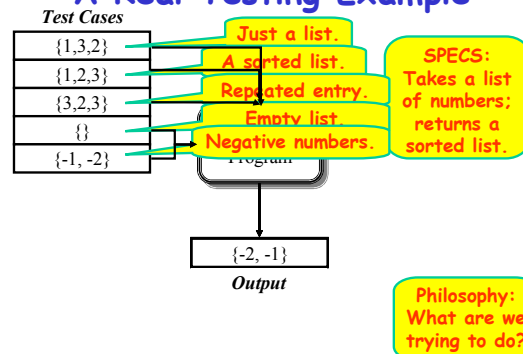 A Real Testing Example
Test Cases
{1,3,2}
{1,2,3}
{3,2,3}
{}
{-1, -2}
Just a list.
A sorted list.
Repeated entry.
Empty list.
Negative numbers.
Program
SPECS:
Takes a list
of numbers;
returns a
sorted list.
{-2, -1}
Output
Philosophy:
What are we
trying to do?